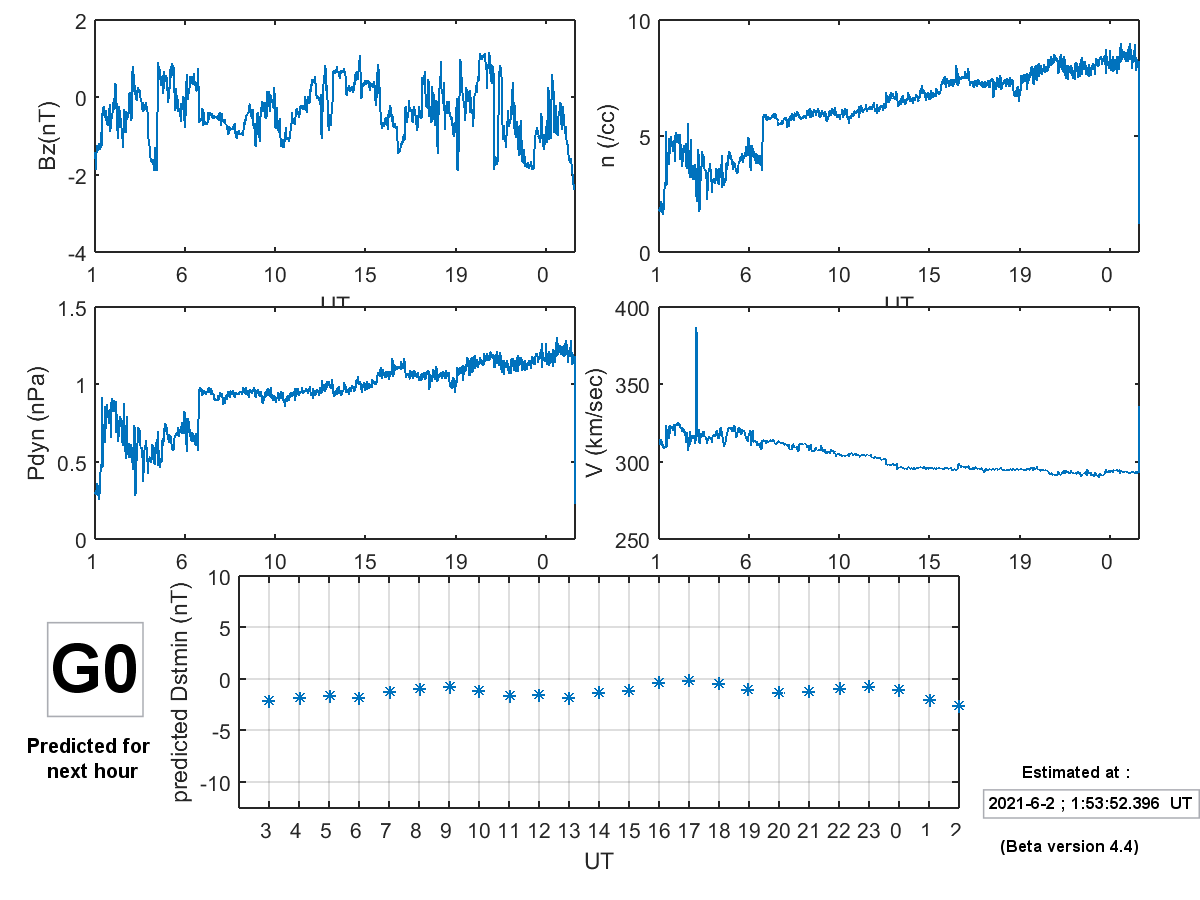 2
0
-2
-4
Bz(nT)
1 6 10 15 19 0
UT
10
5
0
n (/cc)
1 6 10 15 19 0
UT
1.5
1
0.5
0
Pdyn (nPa)
1 6 10 15 19 0
400
350
300
250
V (km/sec)
1 6 10 15 19 0
10
5
0
-5
-10
predicted Dstmin (nT)
3 4 5 6 7 8 9 10 11 12 13 14 15 16 17 18 19 20 21 22 23 0 1 2
UT
G0
Predicted for
next hour
Estimated at :
2021-6-2 ; 1:53:52.396 UT
(Beta version 4.4)